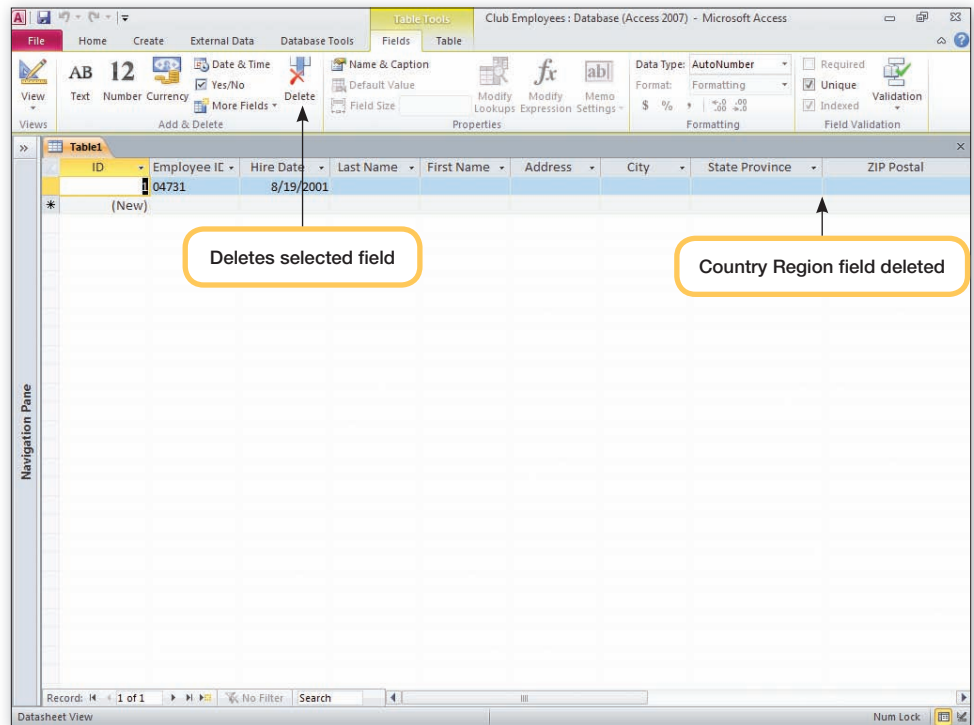 Table Tools
Club Employees : Database (Access 2007) - Microsoft Access
File Home Create External Data Database Tools Fields Table
View
Views
AB Text
12 Number
Currency
Date & Time
Yes/No
More Fields
Delete
Add & Delete
Name & Caption
Default Value
Field Size
Modify Lookups
fx Modify Expression
ab Memo Settings
Properties
Data Type: AutoNumber
Format: Formatting
$ % , .0 .00 .00 .0
Formatting
Required
Unique
Indexed
Validation
Field Validation
Table1
ID Employee ID Hire Date Last Name First Name Address City State Province ZIP Postal
1 04731 8/19/2001
* (New)
Deletes selected field
Country Region field deleted
Navigation Pane
Record: 1 of 1 No Filter Search
Datasheet View Num Lock